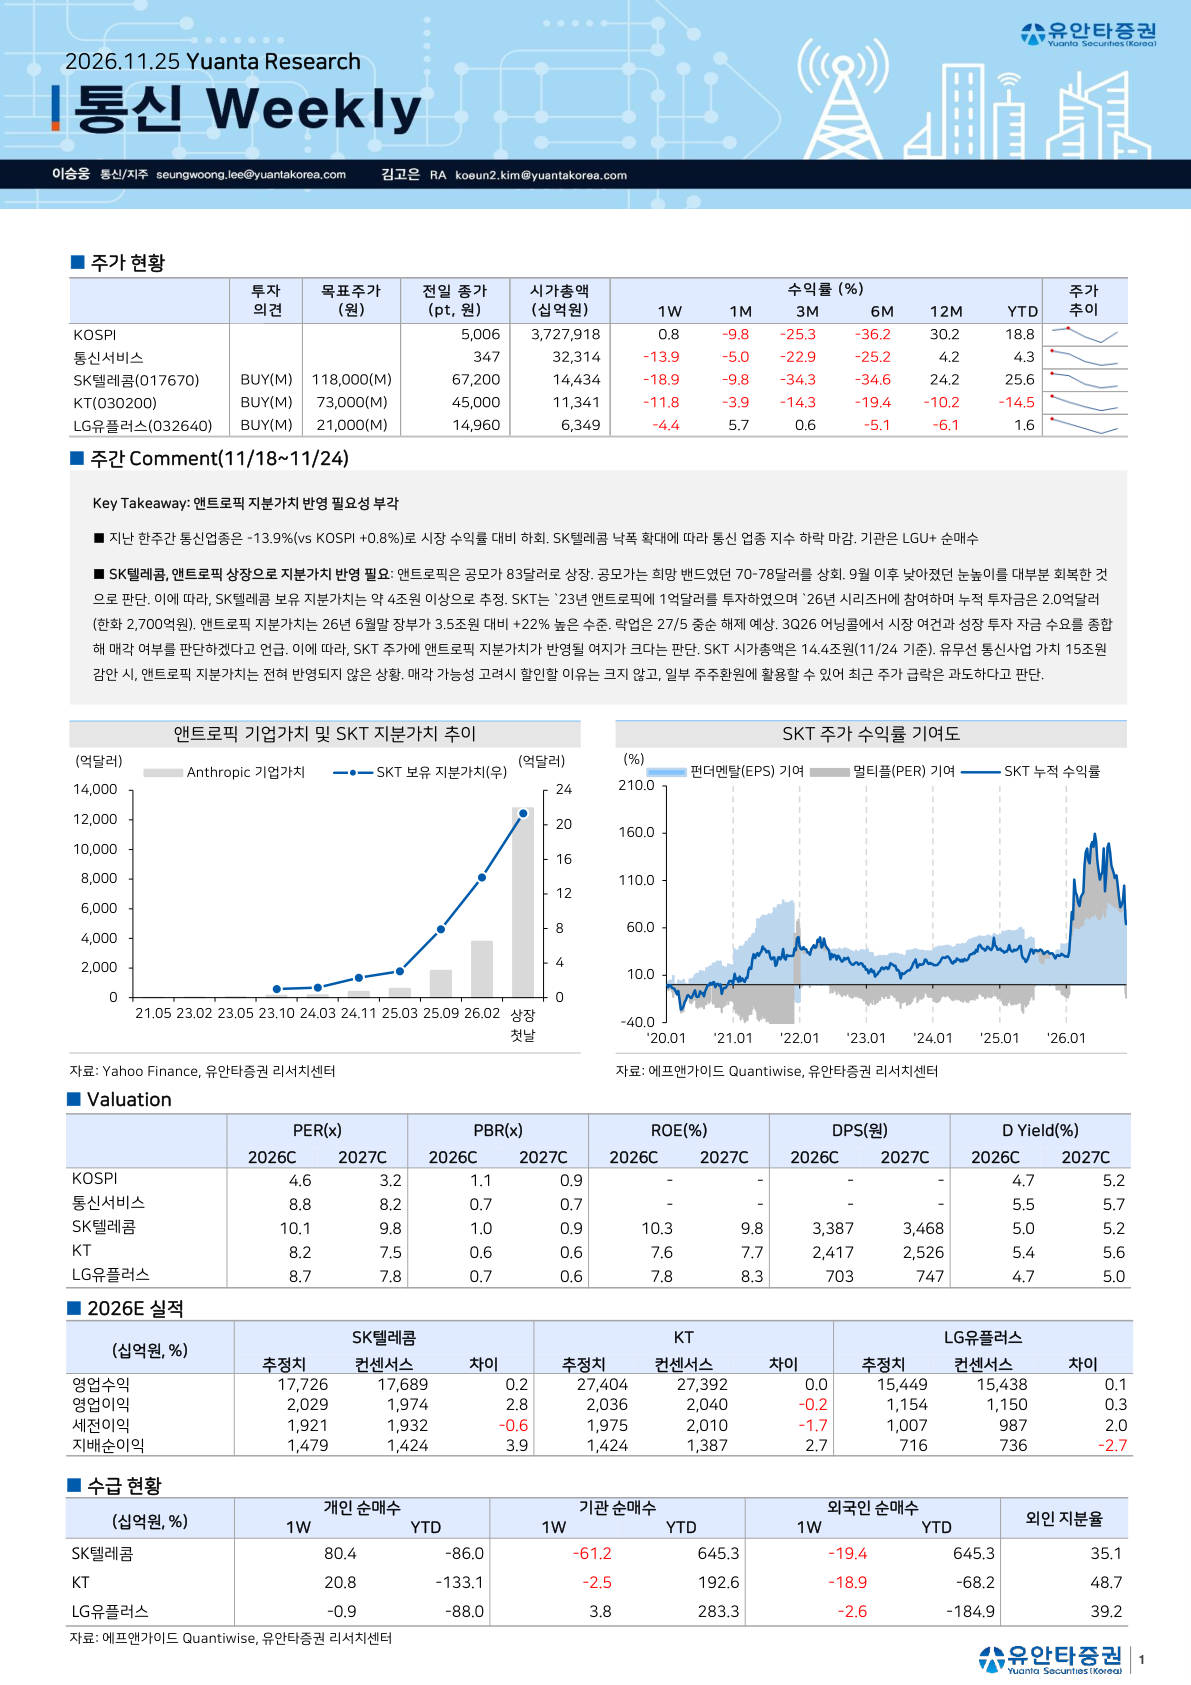 유안타증권
Yuanta Securities (Korea)
2026.11.25 Yuanta Research
통신 Weekly
이승웅 통신/지주 seungwoong.lee@yuantakorea.com 김고은 RA koeun2.kim@yuantakorea.com
■ 주가 현황
투자 의견 목표주가 (원) 전일 종가 (pt, 원) 시가총액 (십억원) 수익률 (%) 주가 추이
1W 1M 3M 6M 12M YTD
KOSPI 5,006 3,727,918 0.8 -9.8 -25.3 -36.2 30.2 18.8
통신서비스 347 32,314 -13.9 -5.0 -22.9 -25.2 4.2 4.3
SK텔레콤(017670) BUY(M) 118,000(M) 67,200 14,434 -18.9 -9.8 -34.3 -34.6 24.2 25.6
KT(030200) BUY(M) 73,000(M) 45,000 11,341 -11.8 -3.9 -14.3 -19.4 -10.2 -14.5
LG유플러스(032640) BUY(M) 21,000(M) 14,960 6,349 -4.4 5.7 0.6 -5.1 -6.1 1.6
■ 주간 Comment(11/18~11/24)
Key Takeaway: 앤트로픽 지분가치 반영 필요성 부각
■ 지난 한주간 통신업종은 -13.9%(vs KOSPI +0.8%)로 시장 수익률 대비 하회. SK텔레콤 낙폭 확대에 따라 통신 업종 지수 하락 마감. 기관은 LGU+ 순매수
■ SK텔레콤, 앤트로픽 상장으로 지분가치 반영 필요: 앤트로픽은 공모가 83달러로 상장. 공모가는 희망 밴드였던 70-78달러를 상회. 9월 이후 낮아졌던 눈높이를 대부분 회복한 것
으로 판단. 이에 따라, SK텔레콤 보유 지분가치는 약 4조원 이상으로 추정. SKT는 `23년 앤트로픽에 1억달러를 투자하였으며 `26년 시리즈H에 참여하며 누적 투자금은 2.0억달러
(한화 2,700억원). 앤트로픽 지분가치는 26년 6월말 장부가 3.5조원 대비 +22% 높은 수준. 락업은 27/5 중순 해제 예상. 3Q26 어닝콜에서 시장 여건과 성장 투자 자금 수요를 종합
해 매각 여부를 판단하겠다고 언급. 이에 따라, SKT 주가에 앤트로픽 지분가치가 반영될 여지가 크다는 판단. SKT 시가총액은 14.4조원(11/24 기준). 유무선 통신사업 가치 15조원
감안 시, 앤트로픽 지분가치는 전혀 반영되지 않은 상황. 매각 가능성 고려시 할인할 이유는 크지 않고, 일부 주주환원에 활용할 수 있어 최근 주가 급락은 과도하다고 판단.
앤트로픽 기업가치 및 SKT 지분가치 추이
(억달러) Anthropic 기업가치 SKT 보유 지분가치(우) (억달러)
14,000 24
12,000 20
10,000 16
8,000 12
6,000
4,000 8
2,000 4
0 0
21.05 23.02 23.05 23.10 24.03 24.11 25.03 25.09 26.02 상장
첫날
자료: Yahoo Finance, 유안타증권 리서치센터
SKT 주가 수익률 기여도
(%) 펀더멘탈(EPS) 기여 멀티플(PER) 기여 SKT 누적 수익률
210.0
160.0
110.0
60.0
10.0
-40.0
'20.01 '21.01 '22.01 '23.01 '24.01 '25.01 '26.01
자료: 에프앤가이드 Quantiwise, 유안타증권 리서치센터
■ Valuation
PER(x) PBR(x) ROE(%) DPS(원) D Yield(%)
2026C 2027C 2026C 2027C 2026C 2027C 2026C 2027C 2026C 2027C
KOSPI 4.6 3.2 1.1 0.9 - - - - 4.7 5.2
통신서비스 8.8 8.2 0.7 0.7 - - - - 5.5 5.7
SK텔레콤 10.1 9.8 1.0 0.9 10.3 9.8 3,387 3,468 5.0 5.2
KT 8.2 7.5 0.6 0.6 7.6 7.7 2,417 2,526 5.4 5.6
LG유플러스 8.7 7.8 0.7 0.6 7.8 8.3 703 747 4.7 5.0
■ 2026E 실적
(십억원, %) SK텔레콤 KT LG유플러스
추정치 컨센서스 차이 추정치 컨센서스 차이 추정치 컨센서스 차이
영업수익 17,726 17,689 0.2 27,404 27,392 0.0 15,449 15,438 0.1
영업이익 2,029 1,974 2.8 2,036 2,040 -0.2 1,154 1,150 0.3
세전이익 1,921 1,932 -0.6 1,975 2,010 -1.7 1,007 987 2.0
지배순이익 1,479 1,424 3.9 1,424 1,387 2.7 716 736 -2.7
■ 수급 현황
(십억원, %) 개인 순매수 기관 순매수 외국인 순매수 외인 지분율
1W YTD 1W YTD 1W YTD
SK텔레콤 80.4 -86.0 -61.2 645.3 -19.4 645.3 35.1
KT 20.8 -133.1 -2.5 192.6 -18.9 -68.2 48.7
LG유플러스 -0.9 -88.0 3.8 283.3 -2.6 -184.9 39.2
자료: 에프앤가이드 Quantiwise, 유안타증권 리서치센터
유안타증권
Yuanta Securities (Korea)
1